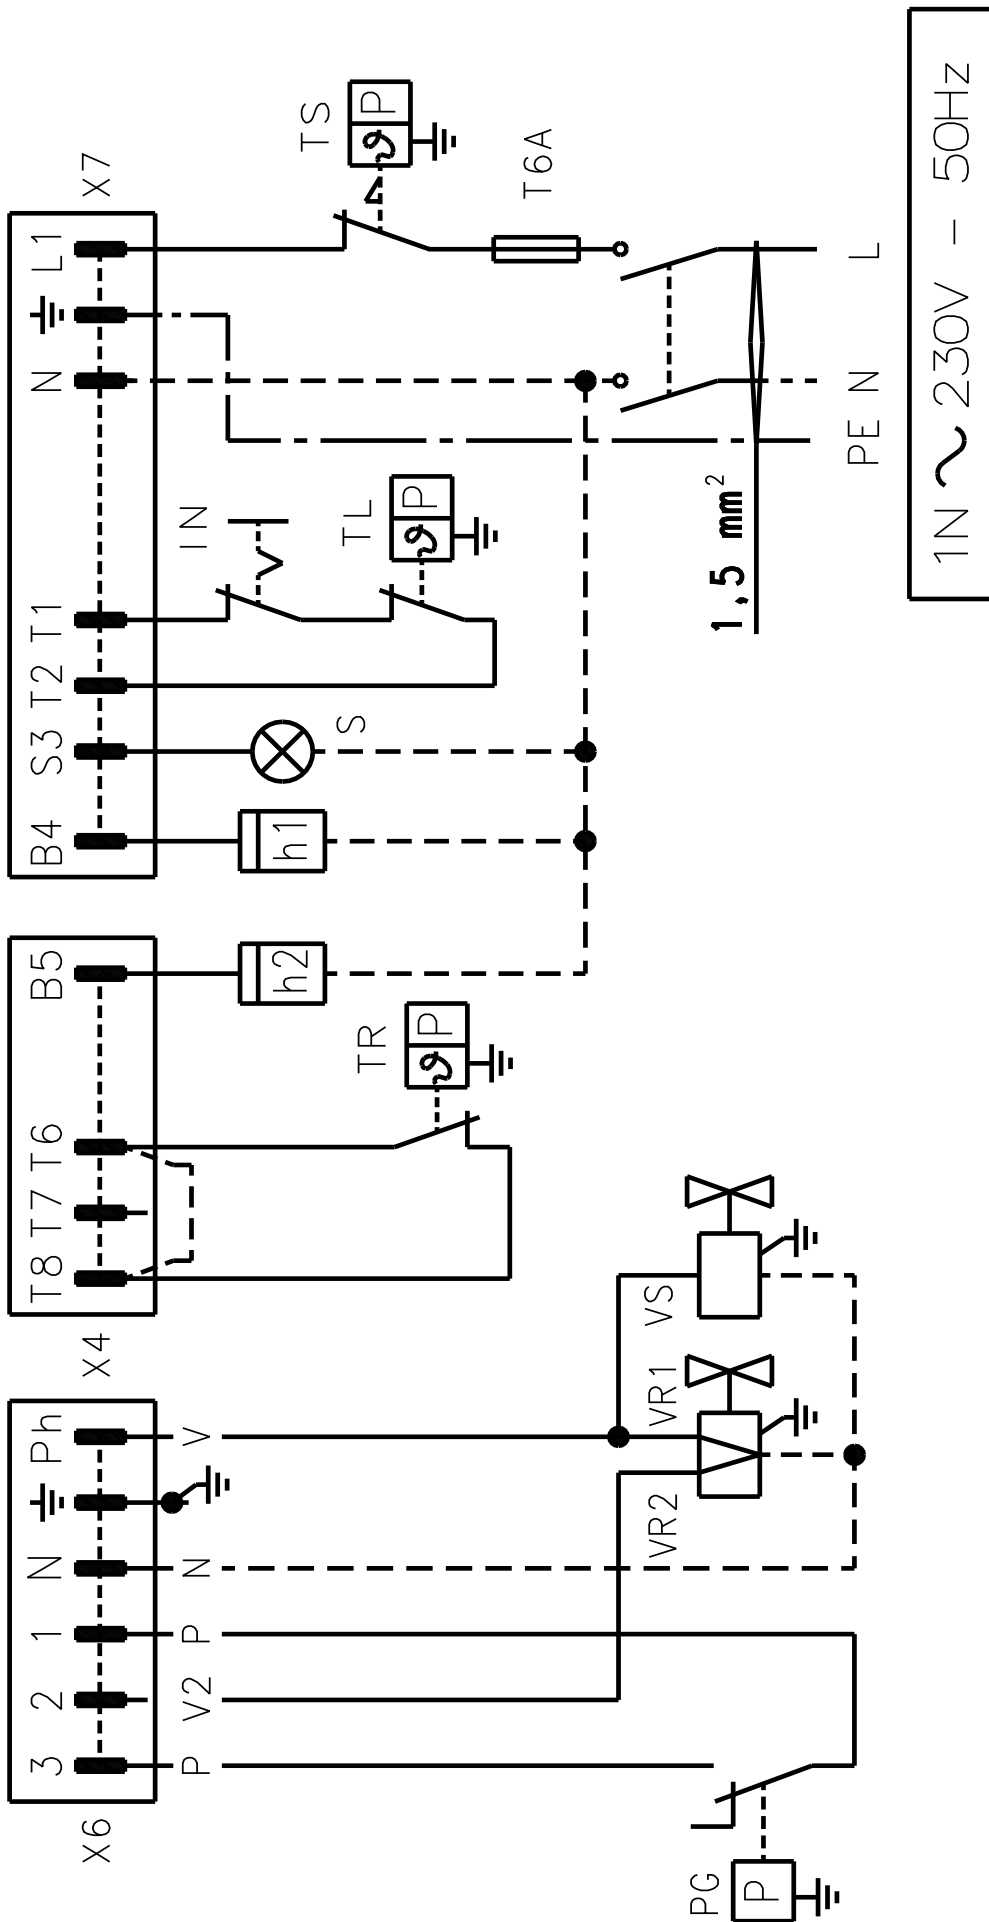 X7
L1
N
T1
T2
S3
B4
TS
P
T6A
IN
TL
P
S
h1
L
N
PE
1,5 mm²
1N ~ 230V - 50Hz
X4
B5
T6
T7
T8
h2
TR
P
X6
Ph
N
1
2
3
V
N
P
V2
P
VS
VR1
VR2
PG
P